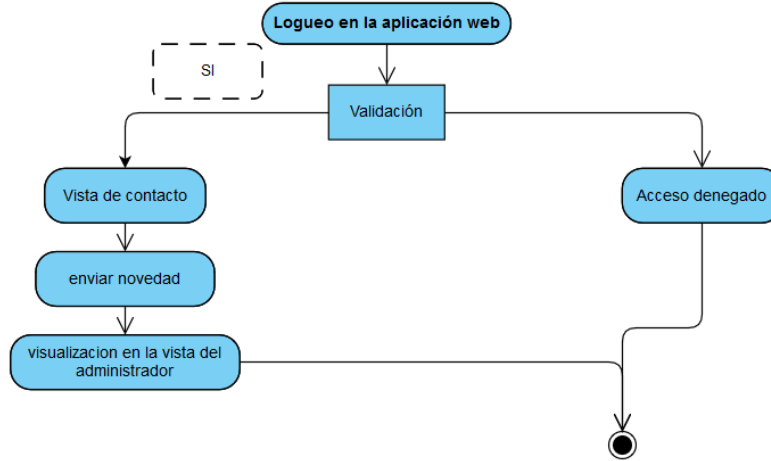 Logueo en la aplicación web
SI
Validación
Vista de contacto
Acceso denegado
enviar novedad
visualizacion en la vista del
administrador